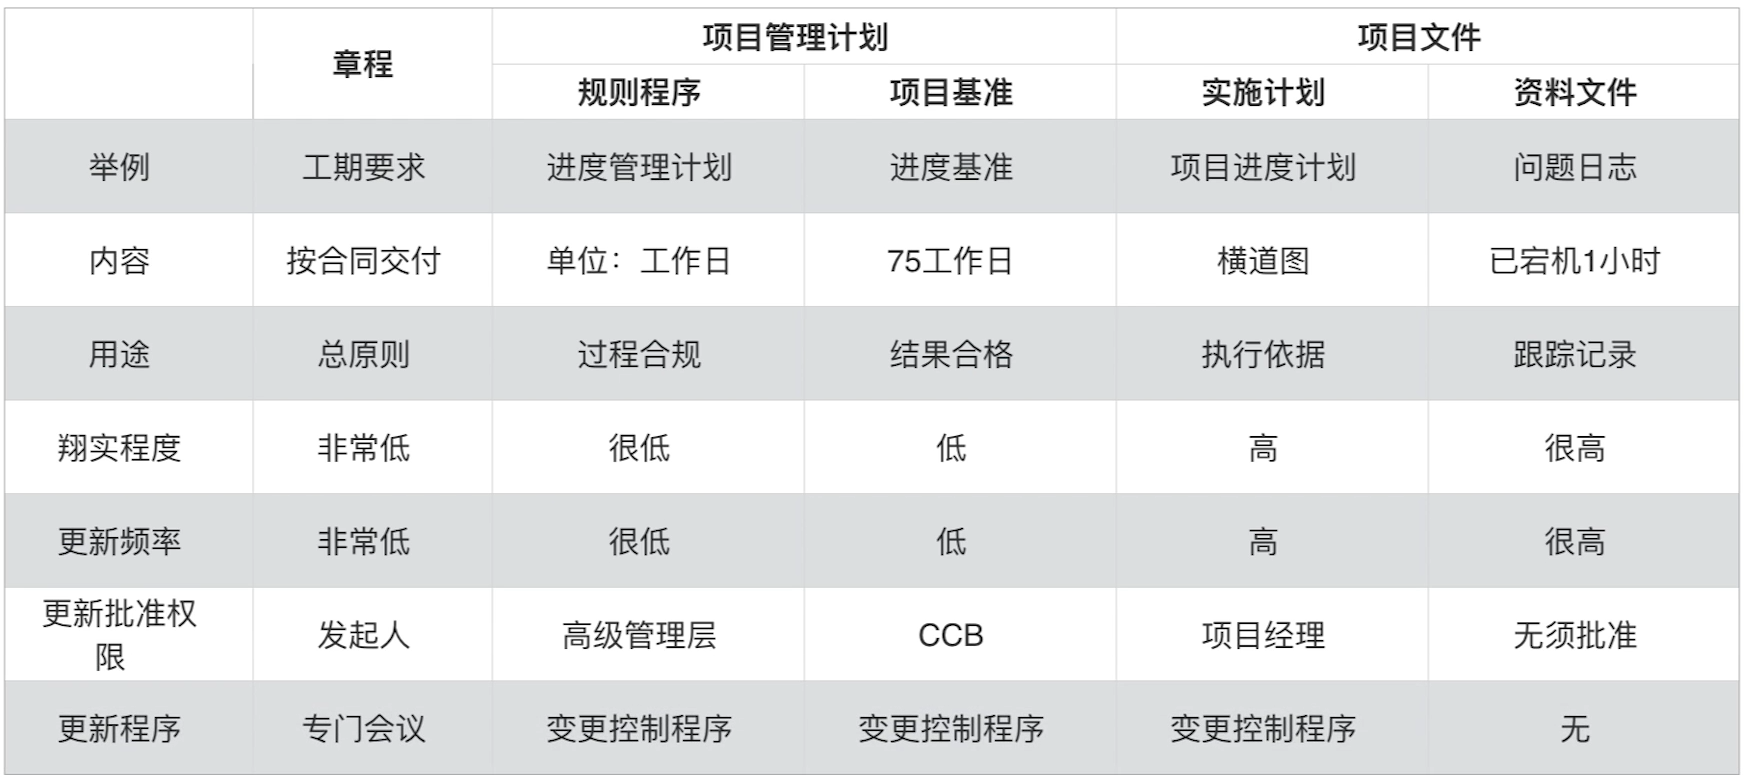 章程 项目管理计划 项目文件
规则程序 项目基准 实施计划 资料文件
举例 工期要求 进度管理计划 进度基准 项目进度计划 问题日志
内容 按合同交付 单位：工作日 75工作日 横道图 已宕机1小时
用途 总原则 过程合规 结果合格 执行依据 跟踪记录
翔实程度 非常低 很低 低 高 很高
更新频率 非常低 很低 低 高 很高
更新批准权
限 发起人 高级管理层 CCB 项目经理 无须批准
更新程序 专门会议 变更控制程序 变更控制程序 变更控制程序 无